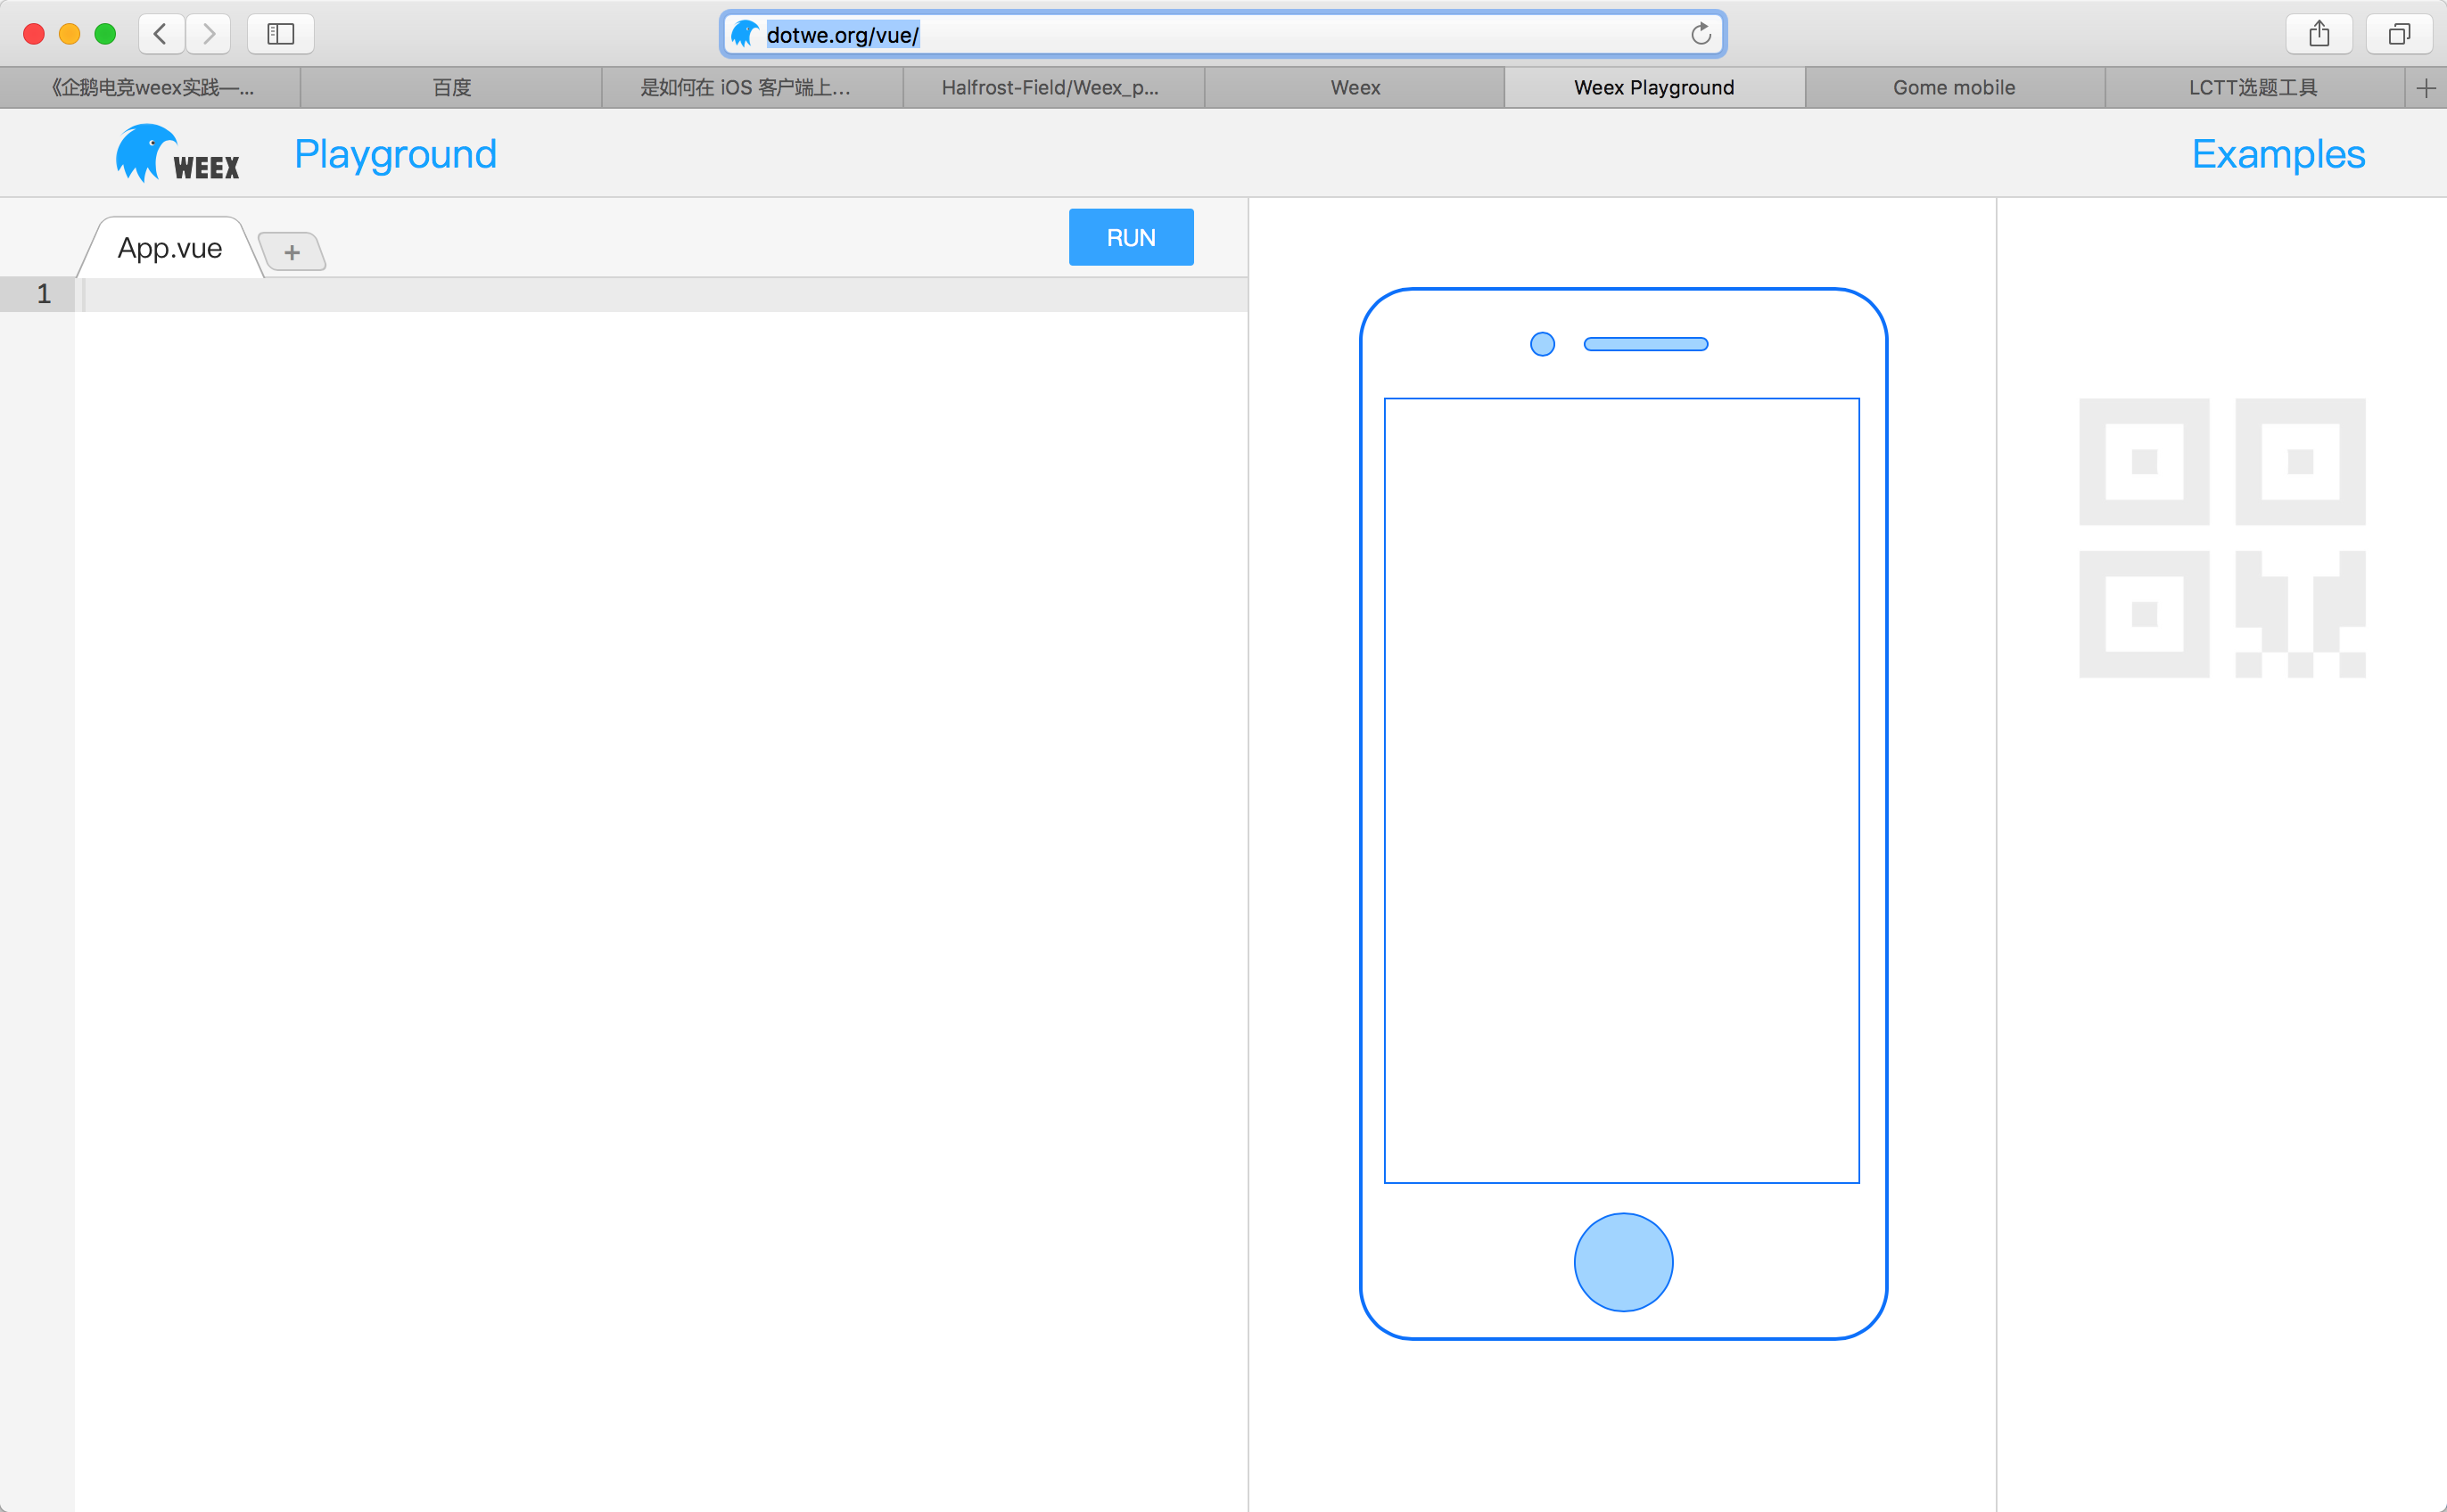 dotwe.org/vue/
《企鹅电竞weex实践—...
百度
是如何在 iOS 客户端上...
Halfrost-Field/Weex_p...
Weex
Weex Playground
Gome mobile
LCTT选题工具
WEEX
Playground
Examples
App.vue
+
RUN
1